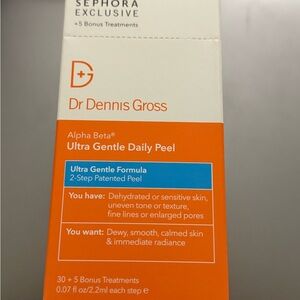 SEPHORA
EXCLUSIVE
+5 Bonus Treatments
Dr Dennis Gross
Alpha Beta®
Ultra Gentle Daily Peel
Ultra Gentle Formula
2-Step Patented Peel
You have: Dehydrated or sensitive skin,
uneven tone or texture,
fine lines or enlarged pores
You want: Dewy, smooth, calmed skin
& immediate radiance
30 + 5 Bonus Treatments
0.07 fl oz/2.2ml each step e